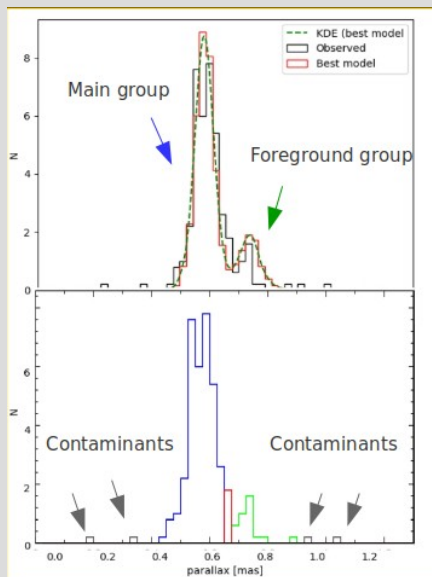 KDE (best model
Observed
Best model
Main group
Foreground group
8
6
4
2
0
N
Contaminants
Contaminants
6
4
2
0
N
0.0 0.2 0.4 0.6 0.8 1.0 1.2
parallax [mas]